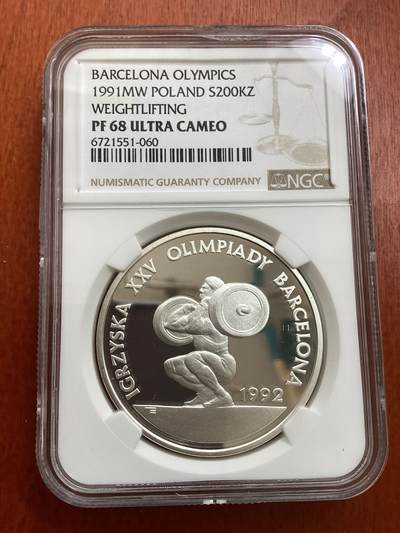 BARCELONA OLYMPICS
1991MW POLAND S200KZ
WEIGHTLIFTING
PF 68 ULTRA CAMEO
6721551-060
NUMISMATIC GUARANTY COMPANY NGC
IGRZYSKA XXV OLIMPIADY BARCELONA
1992